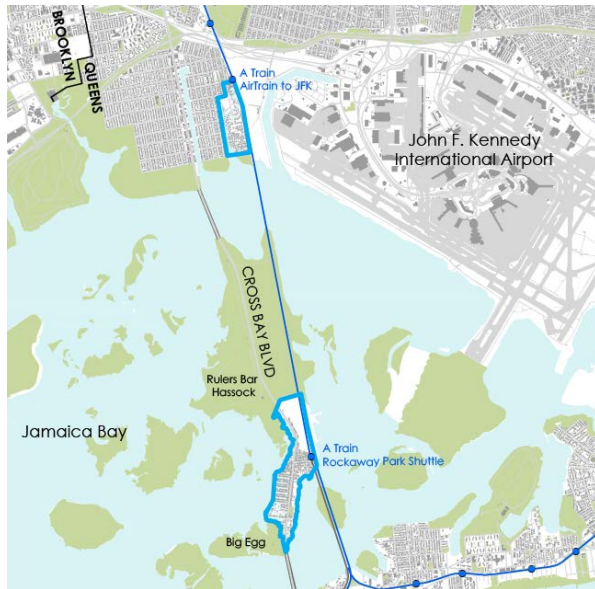 BROOKLYN
QUEENS
A Train
AirTrain to JFK
John F. Kennedy
International Airport
CROSS BAY BLVD
Rulers Bar
Hassock
Jamaica Bay
A Train
Rockaway Park Shuttle
Big Egg